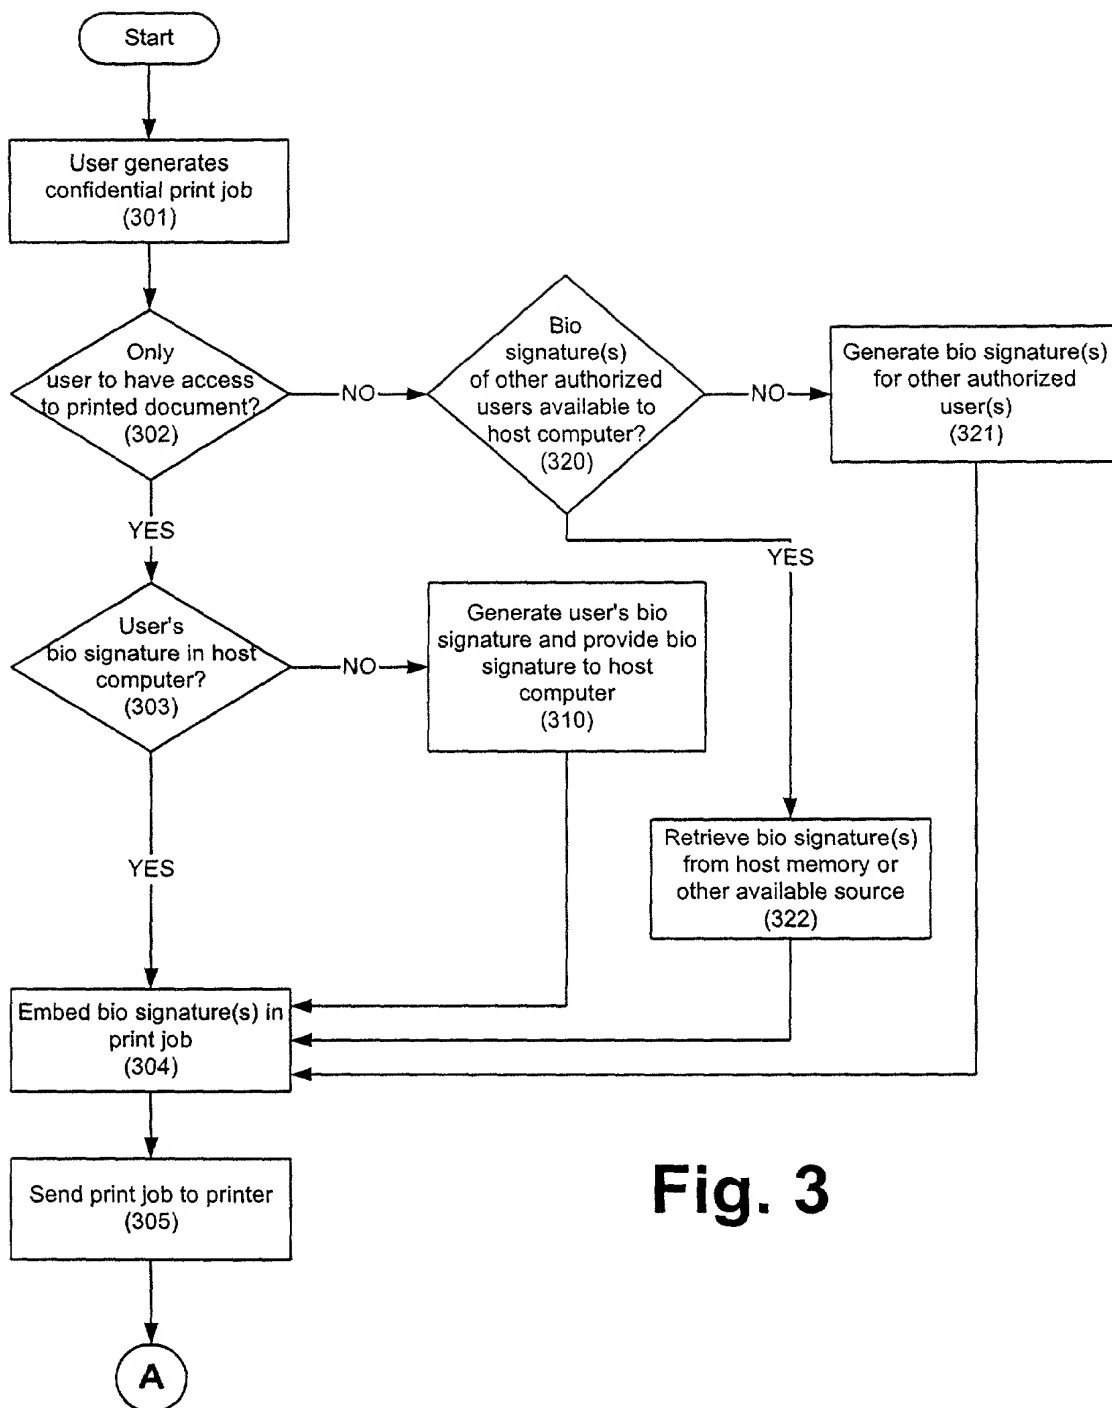 Start
User generates
confidential print job
(301)
Only
user to have access
to printed document?
(302)
NO
Bio
signature(s)
of other authorized
users available to
host computer?
(320)
NO
Generate bio signature(s)
for other authorized
user(s)
(321)
YES
YES
User's
bio signature in host
computer?
(303)
NO
Generate user's bio
signature and provide bio
signature to host
computer
(310)
YES
Retrieve bio signature(s)
from host memory or
other available source
(322)
Embed bio signature(s) in
print job
(304)
Send print job to printer
(305)
Fig. 3
A